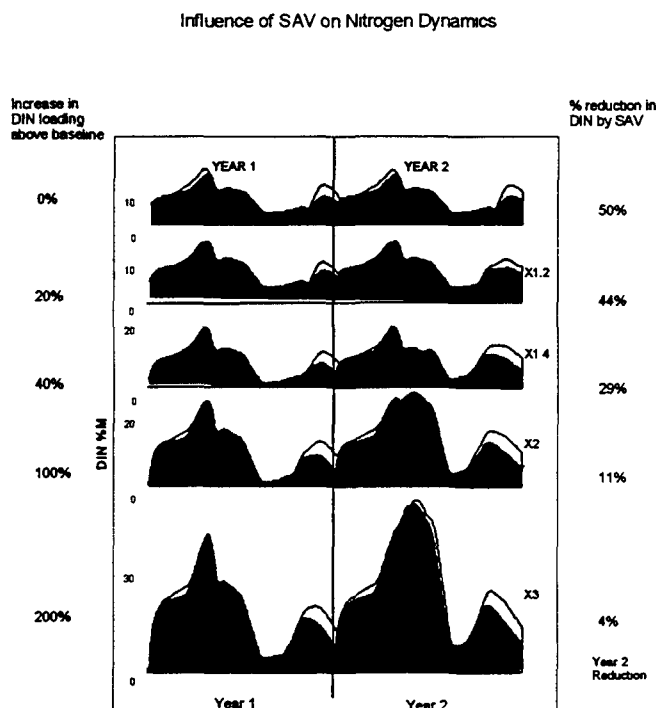 Influence of SAV on Nitrogen Dynamics
Increase in
DIN loading
above baseline
% reduction in
DIN by SAV
YEAR 1
YEAR 2
0%
10
50%
0
10
X1.2
20%
0
44%
20
X1.4
40%
0
29%
20
DIN %M
X2
100%
0
11%
30
X3
200%
4%
0
Year 2
Reduction
Year 1
Year 2